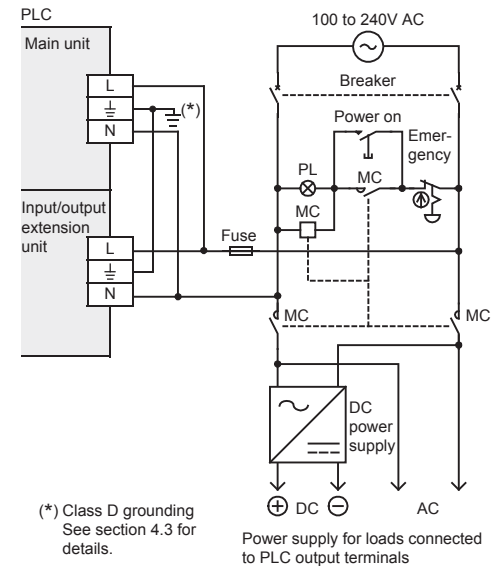 PLC
100 to 240V AC
Main unit
Breaker
L
(*)
N
Power on
Emer-
gency
PL
MC
MC
Input/output
extension
unit
Fuse
L
N
MC
MC
DC
power
supply
DC
AC
(*) Class D grounding
See section 4.3 for
details.
Power supply for loads connected
to PLC output terminals